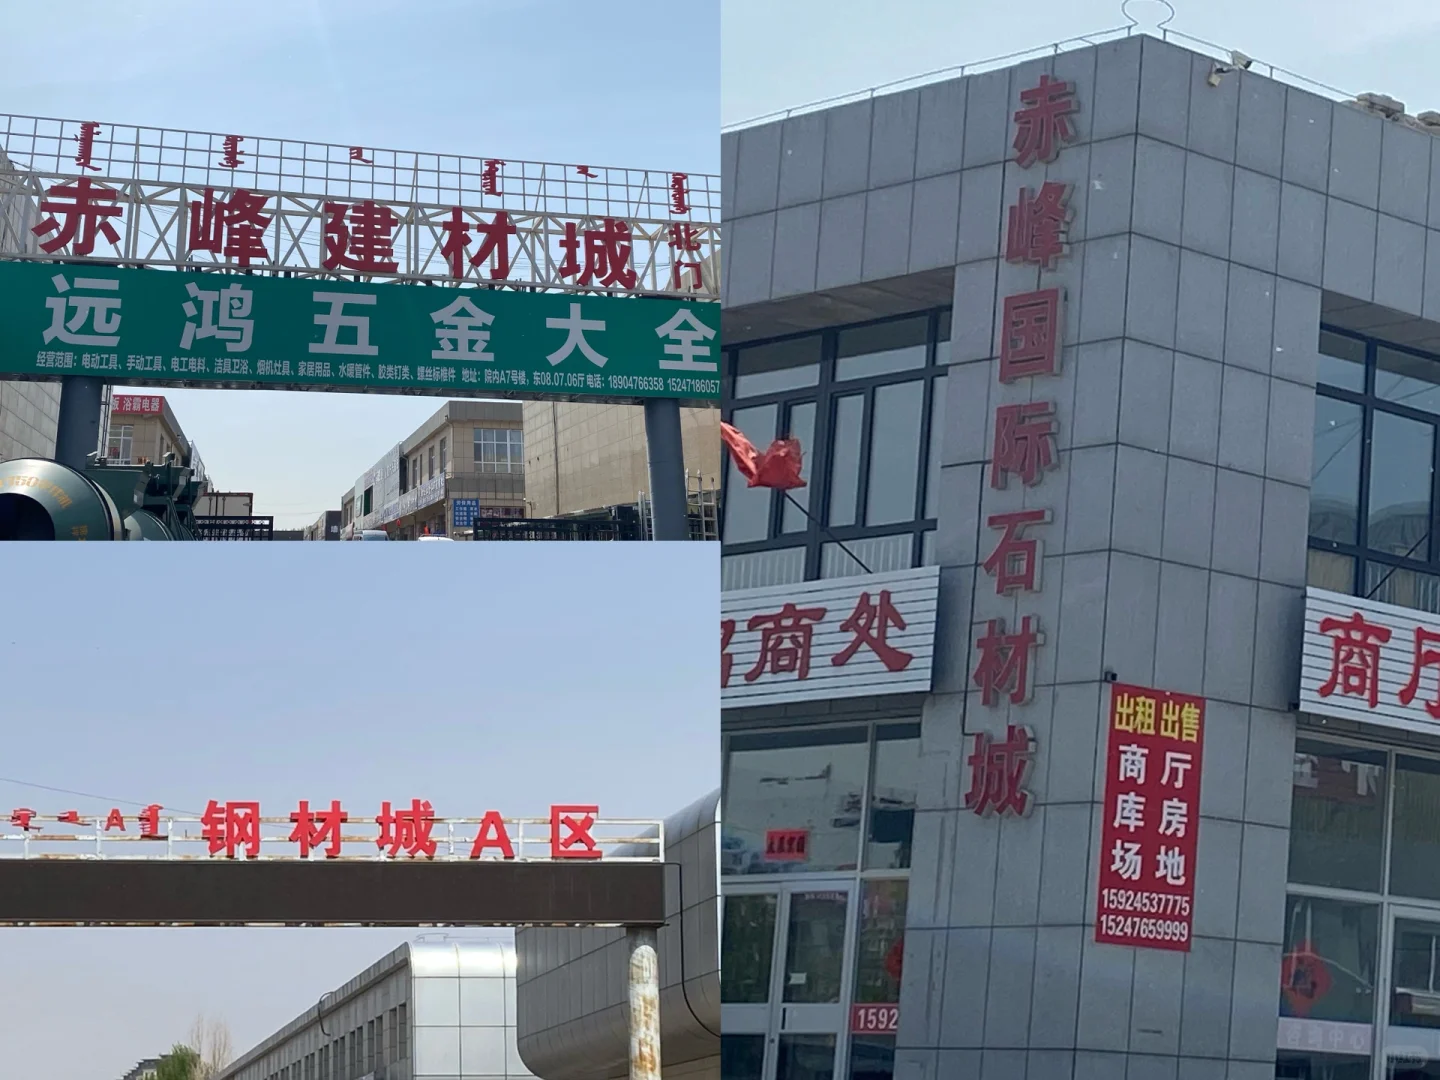 赤峰建材城 北门
远鸿五金大全
经营范围：电动工具、手动工具、电工电料、洁具卫浴、烟机灶具、家居用品、水暖管件、胶类钉类、螺丝标椎件 地址：院内A7号楼，东08.07.06厅 电话：18904766358 15247186057
浴霸电器
A
钢材城A区
赤峰国际石材城
招商处
商厅
出租出售
商厅
库房
场地
15924537775
15247659999
1592